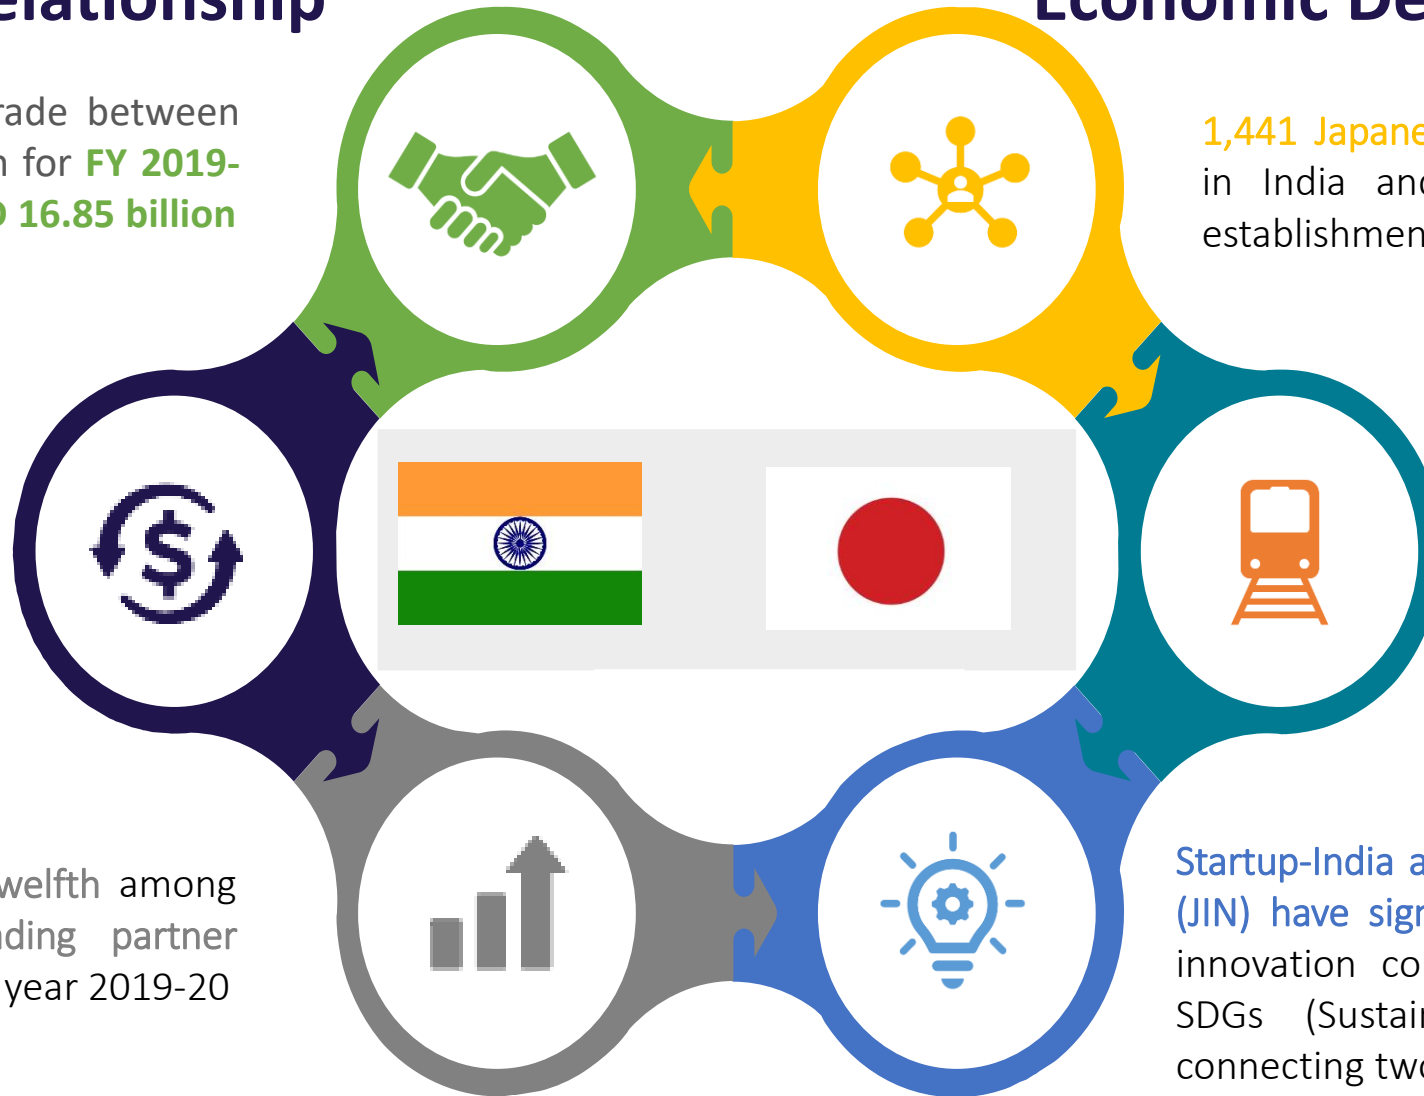 elationship
rade between
n for FY 2019-
D 16.85 billion
welfth among
ding partner
year 2019-20
Economic De
1,441 Japane
in India and
establishmen
Startup-India a
(JIN) have sign
innovation co
SDGs (Sustain
connecting two